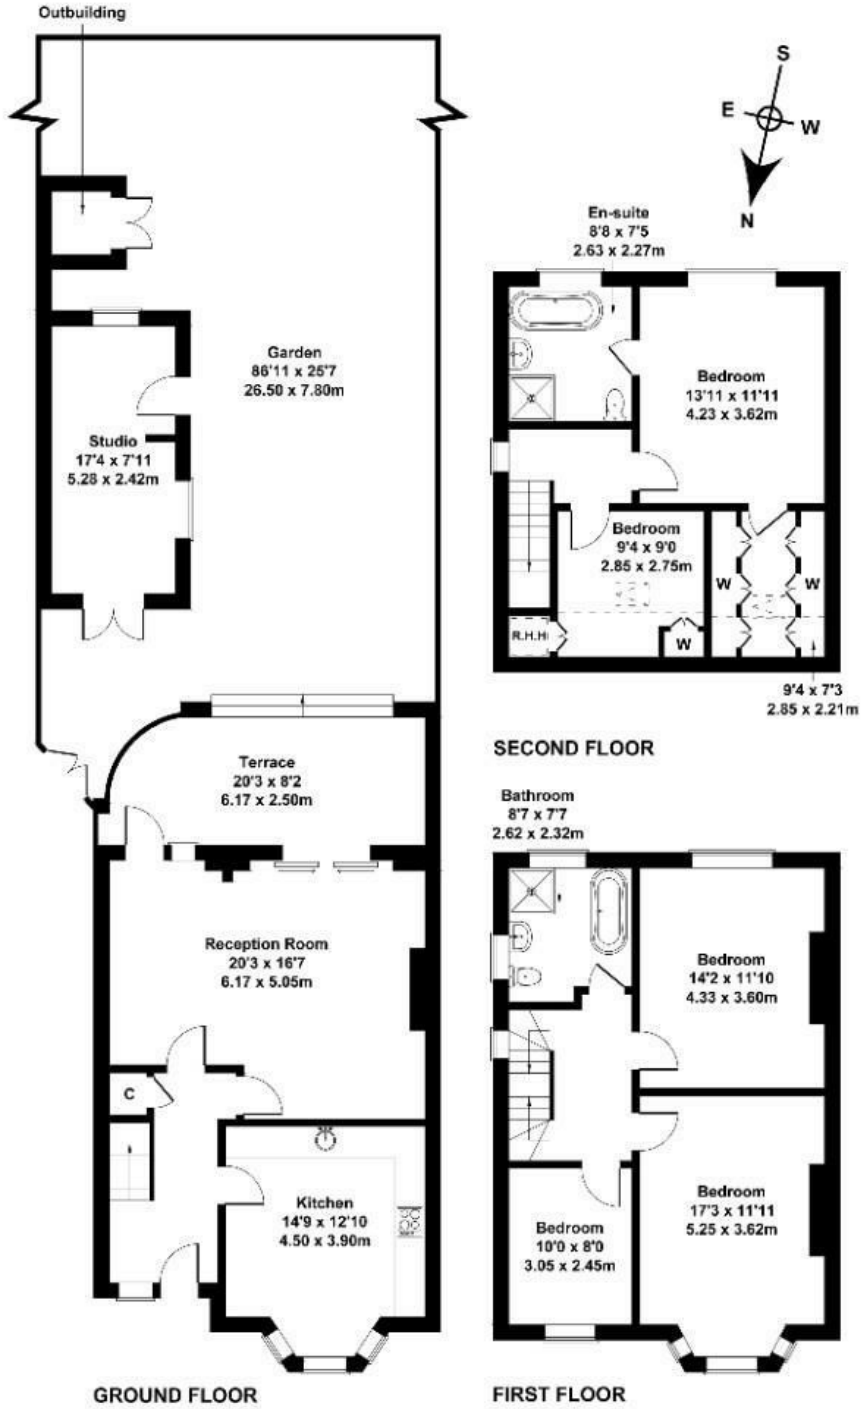 Outbuilding
S
E
W
N
En-suite
8'8 x 7'5
2.63 x 2.27m
Garden
86'11 x 25'7
26.50 x 7.80m
Bedroom
13'11 x 11'11
4.23 x 3.62m
Studio
17'4 x 7'11
5.28 x 2.42m
Bedroom
9'4 x 9'0
2.85 x 2.75m
W
W
R.H.H
W
9'4 x 7'3
2.85 x 2.21m
SECOND FLOOR
Terrace
20'3 x 8'2
6.17 x 2.50m
Bathroom
8'7 x 7'7
2.62 x 2.32m
Reception Room
20'3 x 16'7
6.17 x 5.05m
Bedroom
14'2 x 11'10
4.33 x 3.60m
C
Kitchen
14'9 x 12'10
4.50 x 3.90m
Bedroom
17'3 x 11'11
5.25 x 3.62m
Bedroom
10'0 x 8'0
3.05 x 2.45m
GROUND FLOOR
FIRST FLOOR